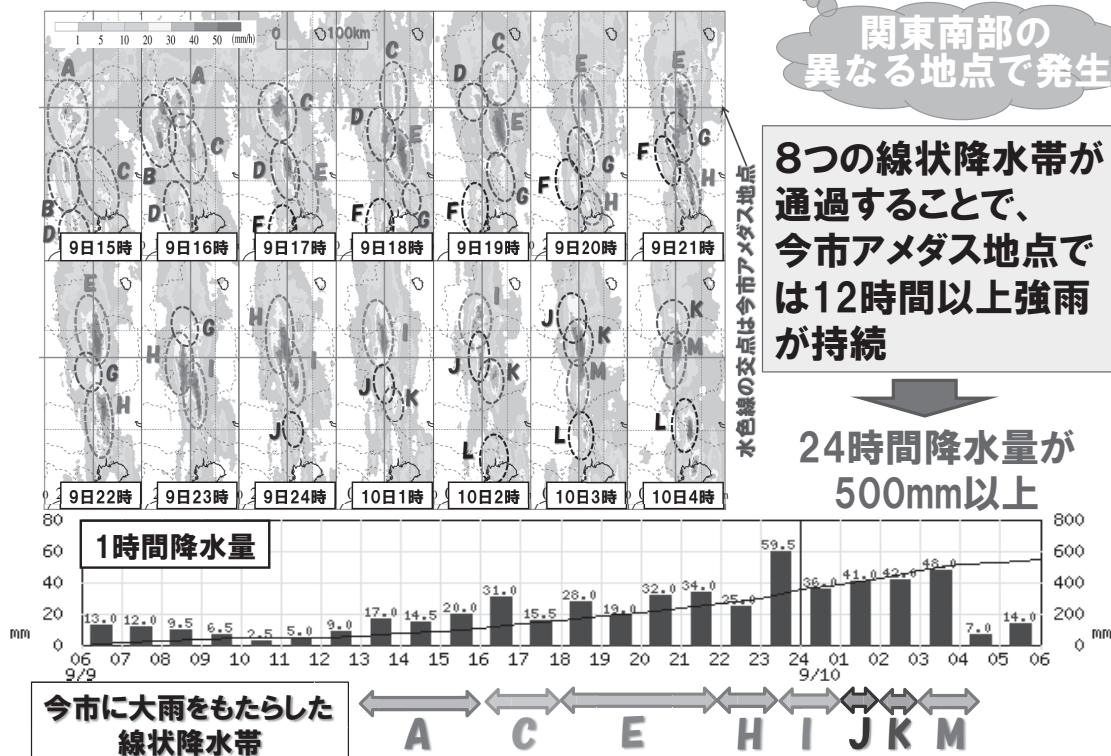 1 5 10 20 30 40 50 (mm/h)
0 100km
A
B
C
D
9日15時
A
B
C
D
9日16時
C
D
E
F
9日17時
C
D
E
F
G
9日18時
C
D
E
F
G
9日19時
E
F
G
H
9日20時
E
F
G
H
9日21時
E
G
H
9日22時
G
H
I
9日23時
H
I
J
9日24時
I
J
K
10日1時
I
J
K
L
10日2時
J
K
M
L
10日3時
K
M
L
10日4時
水色線の交点は今市アメダス地点
関東南部の
異なる地点で発生
8つの線状降水帯が
通過することで、
今市アメダス地点で
は12時間以上強雨
が持続
24時間降水量が
500mm以上
1時間降水量
80
60
40
20
0
mm
800
600
400
200
0
mm
13.0 12.0 9.5 6.5 2.5 5.0 9.0 17.0 14.5 20.0 31.0 15.5 28.0 19.0 32.0 34.0 25.0 59.5 36.0 41.0 42.0 48.0 7.0 14.0
06 07 08 09 10 11 12 13 14 15 16 17 18 19 20 21 22 23 24 01 02 03 04 05 06
9/9 9/10
今市に大雨をもたらした
線状降水帯
A C E H I J K M